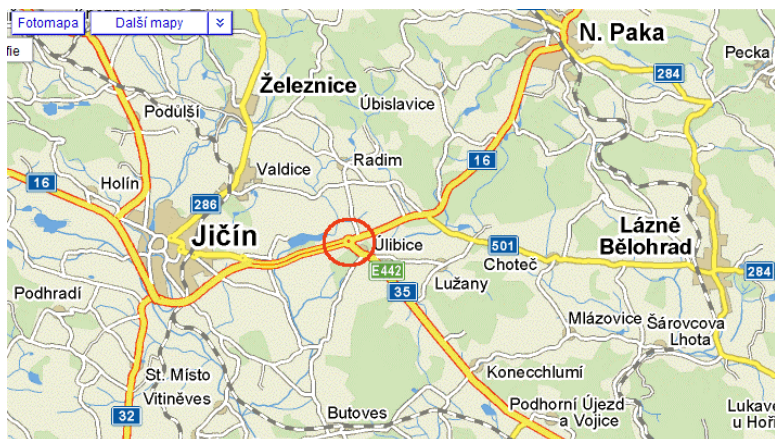 Fotomapa
Další mapy
fie
N. Paka
Pecka
284
Železnice
Úbislavice
Podůlší
Radim
16
Valdice
16
Holín
286
Jičín
Úlibice
501
Choteč
Lázně
Bělohrad
284
E442
35
Lužany
Podhradí
Mlázovice
Šárovcova
Lhota
St. Místo
Vitiněves
Konecchlumí
32
Butoves
Podhorní Újezd
a Vojice
Lukave
u Hoř